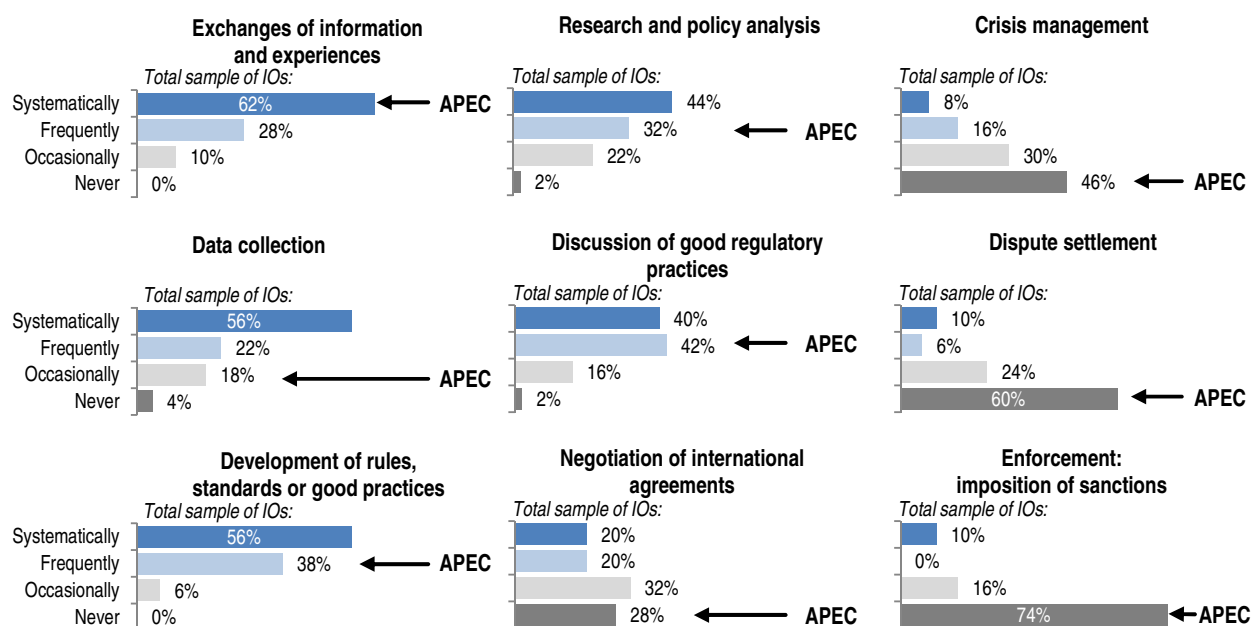 Exchanges of information
and experiences
Total sample of IOs:
Systematically 62% APEC
Frequently 28%
Occasionally 10%
Never 0%
Research and policy analysis
Total sample of IOs:
44%
32% APEC
22%
2%
Crisis management
Total sample of IOs:
8%
16%
30%
46% APEC
Data collection
Total sample of IOs:
Systematically 56%
Frequently 22%
Occasionally 18% APEC
Never 4%
Discussion of good regulatory
practices
Total sample of IOs:
40%
42% APEC
16%
2%
Dispute settlement
Total sample of IOs:
10%
6%
24%
60% APEC
Development of rules,
standards or good practices
Total sample of IOs:
Systematically 56%
Frequently 38% APEC
Occasionally 6%
Never 0%
Negotiation of international
agreements
Total sample of IOs:
20%
20%
32%
28% APEC
Enforcement:
imposition of sanctions
Total sample of IOs:
10%
0%
16%
74% APEC